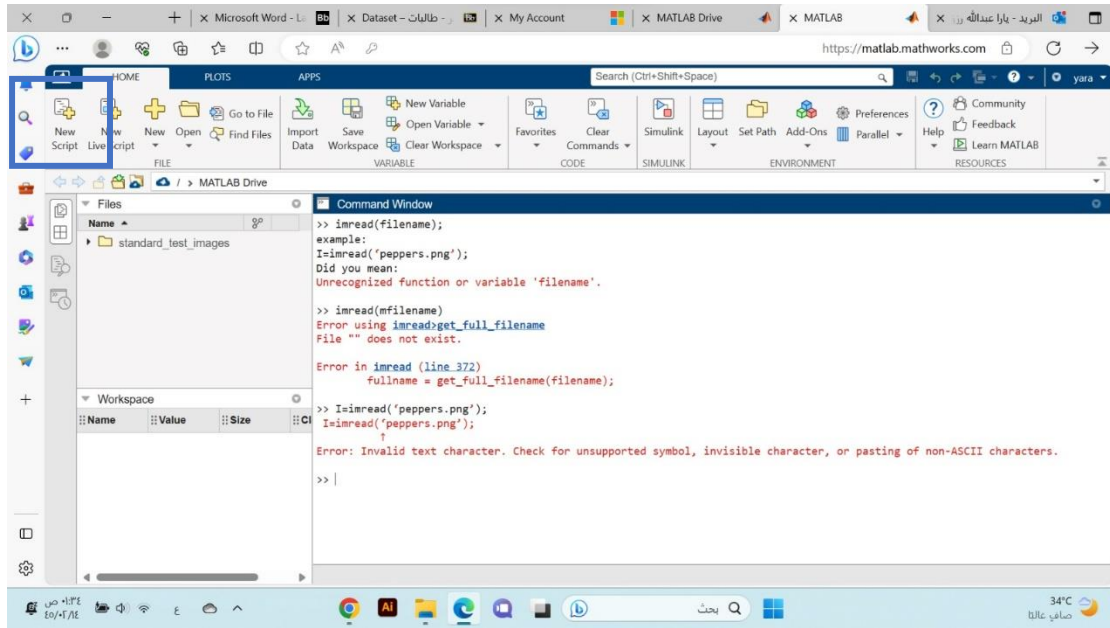 Microsoft Word - La
Dataset – طالبات - ر
My Account
MATLAB Drive
MATLAB
البريد - يارا عبدالله رز
https://matlab.mathworks.com
HOME PLOTS APPS
Search (Ctrl+Shift+Space)
yara
New Script
New Live Script
New
Open
Go to File
Find Files
Import Data
Save Workspace
New Variable
Open Variable
Clear Workspace
Favorites
Clear Commands
Simulink
Layout
Set Path
Add-Ons
Preferences
Parallel
Help
Community
Feedback
Learn MATLAB
FILE VARIABLE CODE SIMULINK ENVIRONMENT RESOURCES
/ > MATLAB Drive
Files
Name
standard_test_images
Workspace
Name Value Size Cl
Command Window
>> imread(filename);
example:
I=imread(‘peppers.png’);
Did you mean:
Unrecognized function or variable 'filename'.
>> imread(mfilename)
Error using imread>get_full_filename
File "" does not exist.
Error in imread (line 372)
fullname = get_full_filename(filename);
>> I=imread(‘peppers.png’);
I=imread(‘peppers.png’);
↑
Error: Invalid text character. Check for unsupported symbol, invisible character, or pasting of non-ASCII characters.
>>
ع
Ai
بحث
34°C
صافٍ غالبًا